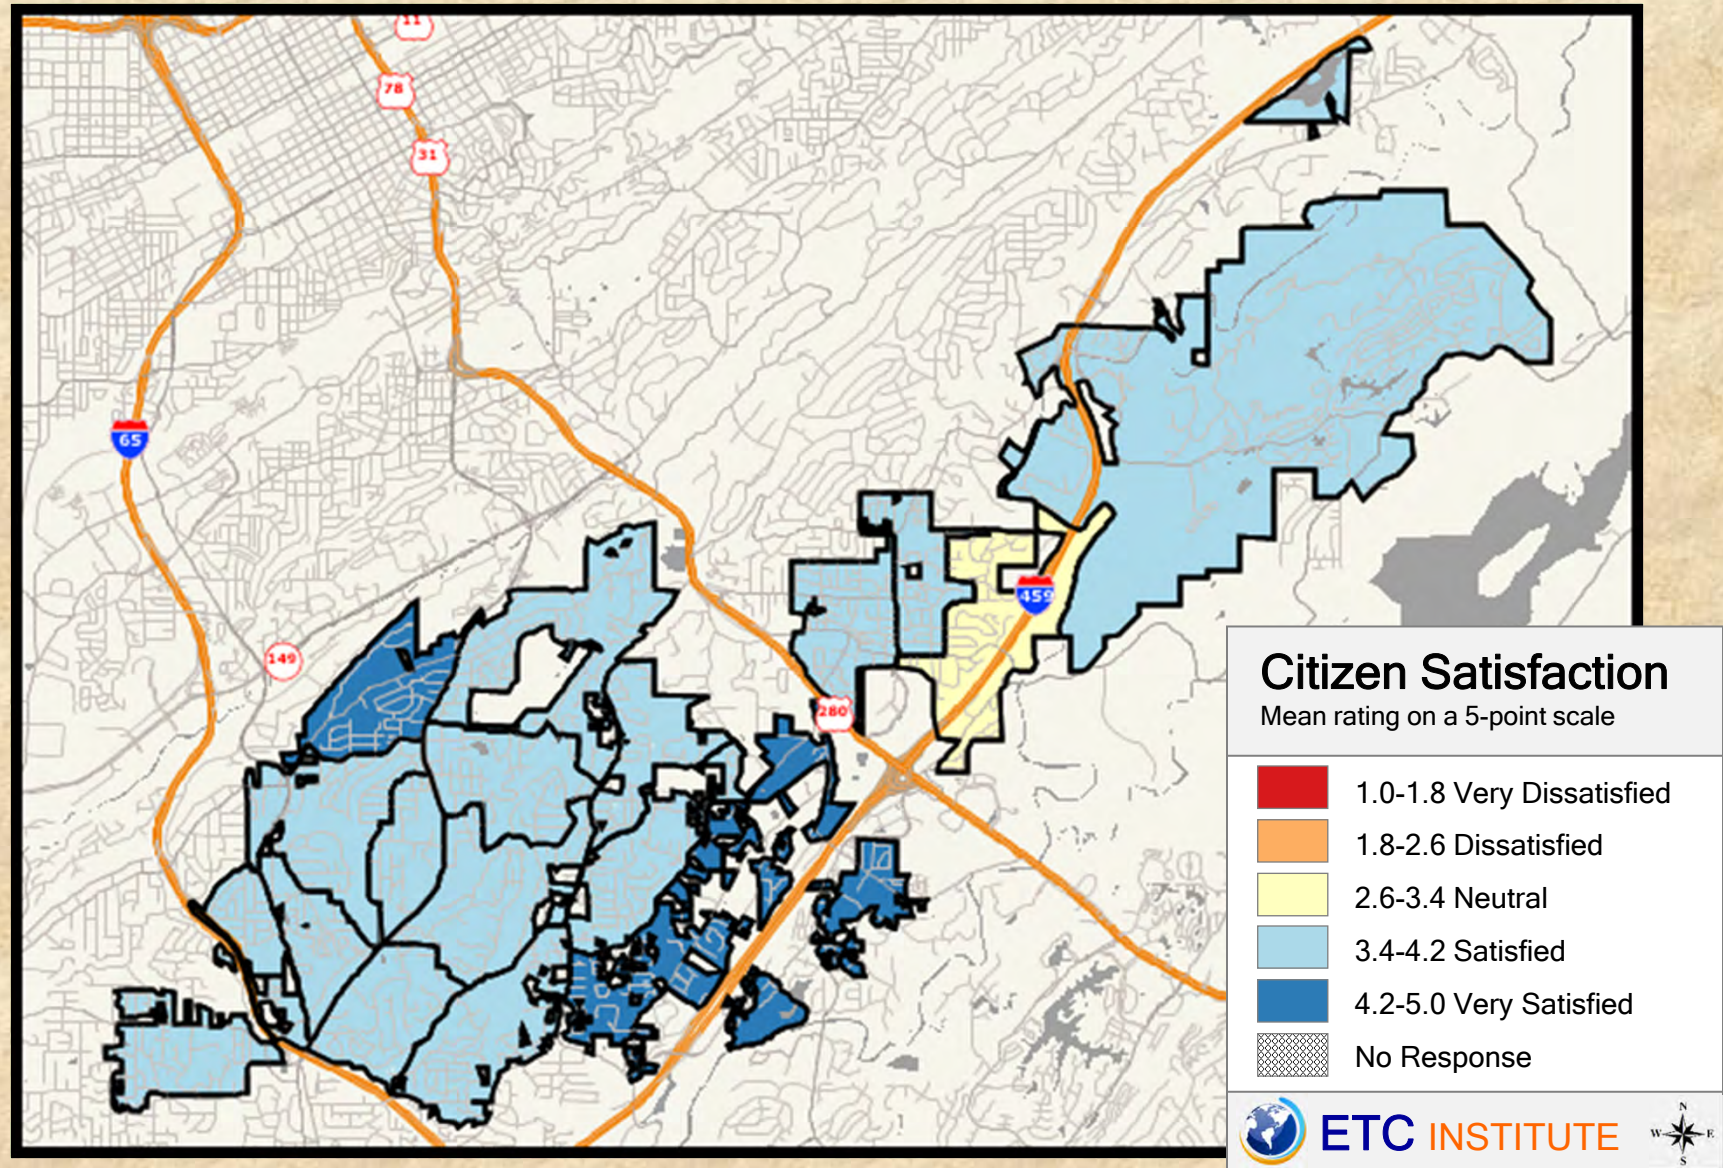 11
78
31
65
149
459
280
Citizen Satisfaction
Mean rating on a 5-point scale
1.0-1.8 Very Dissatisfied
1.8-2.6 Dissatisfied
2.6-3.4 Neutral
3.4-4.2 Satisfied
4.2-5.0 Very Satisfied
No Response
ETC INSTITUTE
N
W E
S